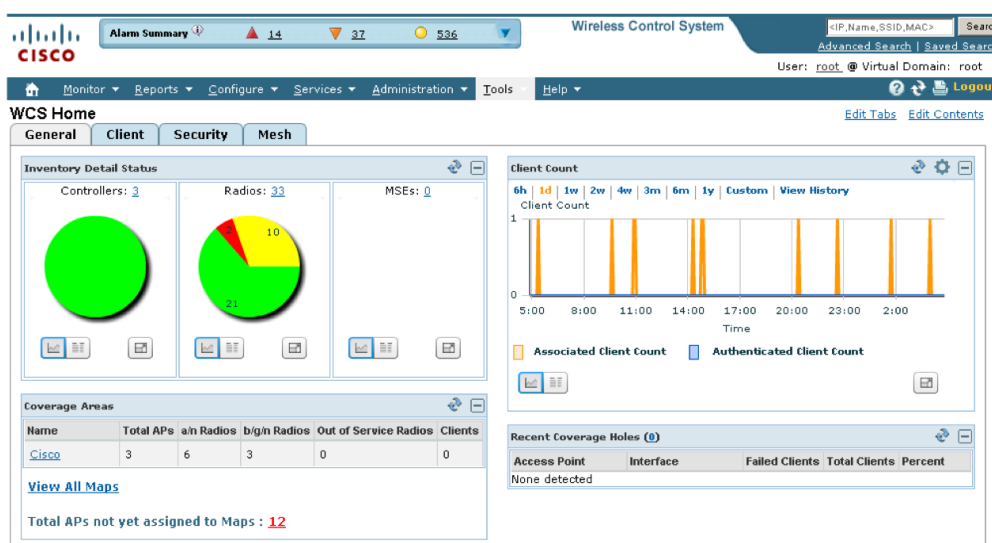 Wireless Control System
<IP,Name,SSID,MAC> Searc
Alarm Summary 14 37 536
CISCO
Advanced Search | Saved Searc
User: root @ Virtual Domain: root
Monitor Reports Configure Services Administration Tools Help Logou
WCS Home
Edit Tabs Edit Contents
General Client Security Mesh
Inventory Detail Status
Controllers: 3 Radios: 33 MSEs: 0
2 10
21
Client Count
6h | 1d | 1w | 2w | 4w | 3m | 6m | 1y | Custom | View History
Client Count
1
0
5:00 8:00 11:00 14:00 17:00 20:00 23:00 2:00
Time
Associated Client Count Authenticated Client Count
Coverage Areas
Name Total APs a/n Radios b/g/n Radios Out of Service Radios Clients
Cisco 3 6 3 0 0
View All Maps
Total APs not yet assigned to Maps : 12
Recent Coverage Holes (0)
Access Point Interface Failed Clients Total Clients Percent
None detected